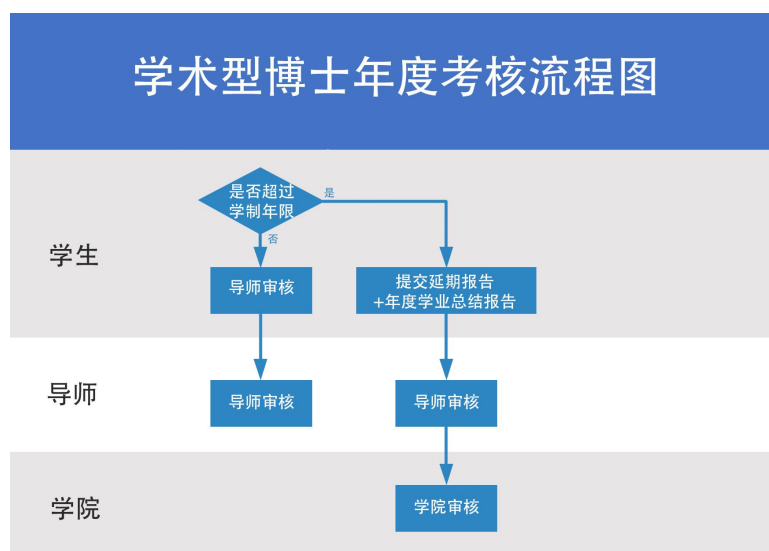 学术型博士年度考核流程图
学生
是否超过
学制年限
是
否
导师审核
提交延期报告
+年度学业总结报告
导师
导师审核
导师审核
学院
学院审核